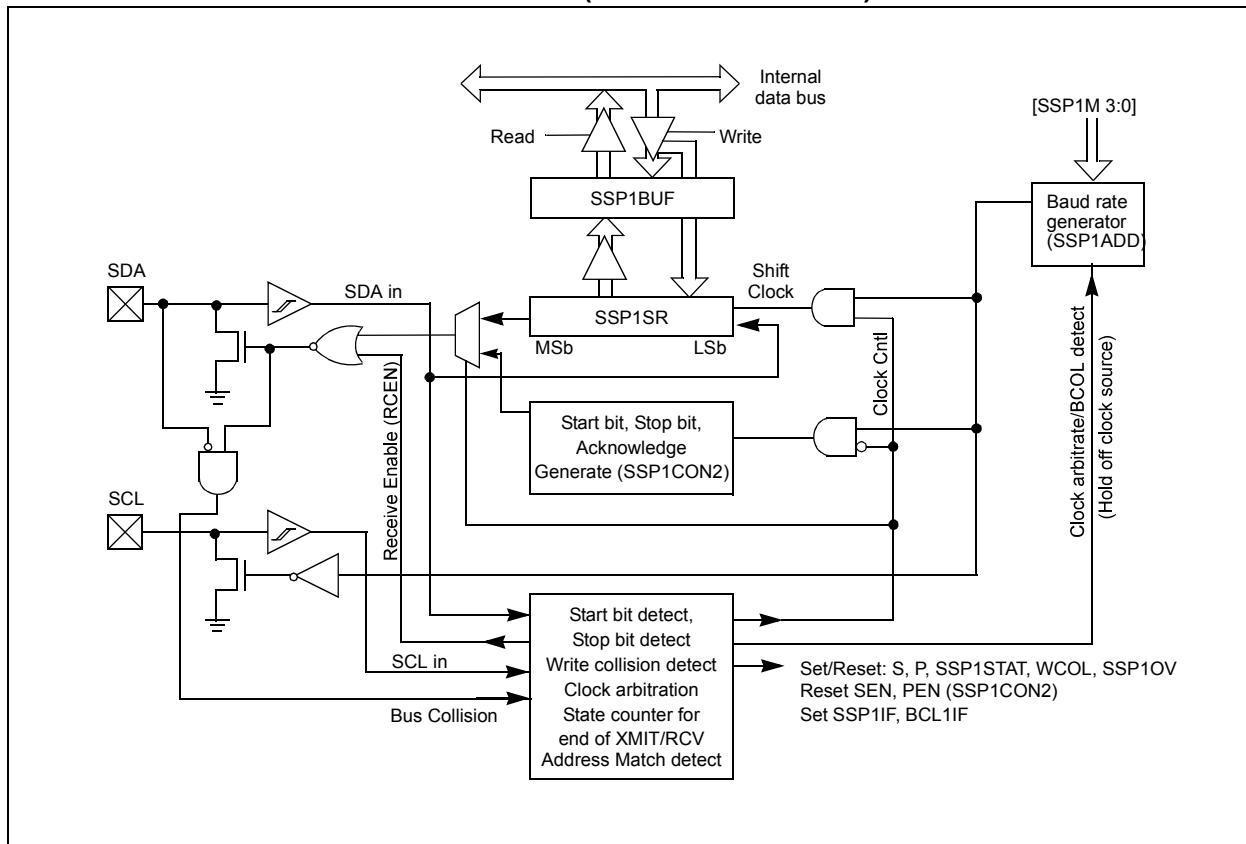 Internal
data bus
[SSP1M 3:0]
Read
Write
SSP1BUF
Baud rate
generator
(SSP1ADD)
SDA
Shift
Clock
SDA in
SSP1SR
MSb
LSb
Clock Cntl
Receive Enable (RCEN)
Start bit, Stop bit,
Acknowledge
Generate (SSP1CON2)
Clock arbitrate/BCOL detect
(Hold off clock source)
SCL
Start bit detect,
Stop bit detect
Write collision detect
Clock arbitration
State counter for
end of XMIT/RCV
Address Match detect
SCL in
Bus Collision
Set/Reset: S, P, SSP1STAT, WCOL, SSP1OV
Reset SEN, PEN (SSP1CON2)
Set SSP1IF, BCL1IF